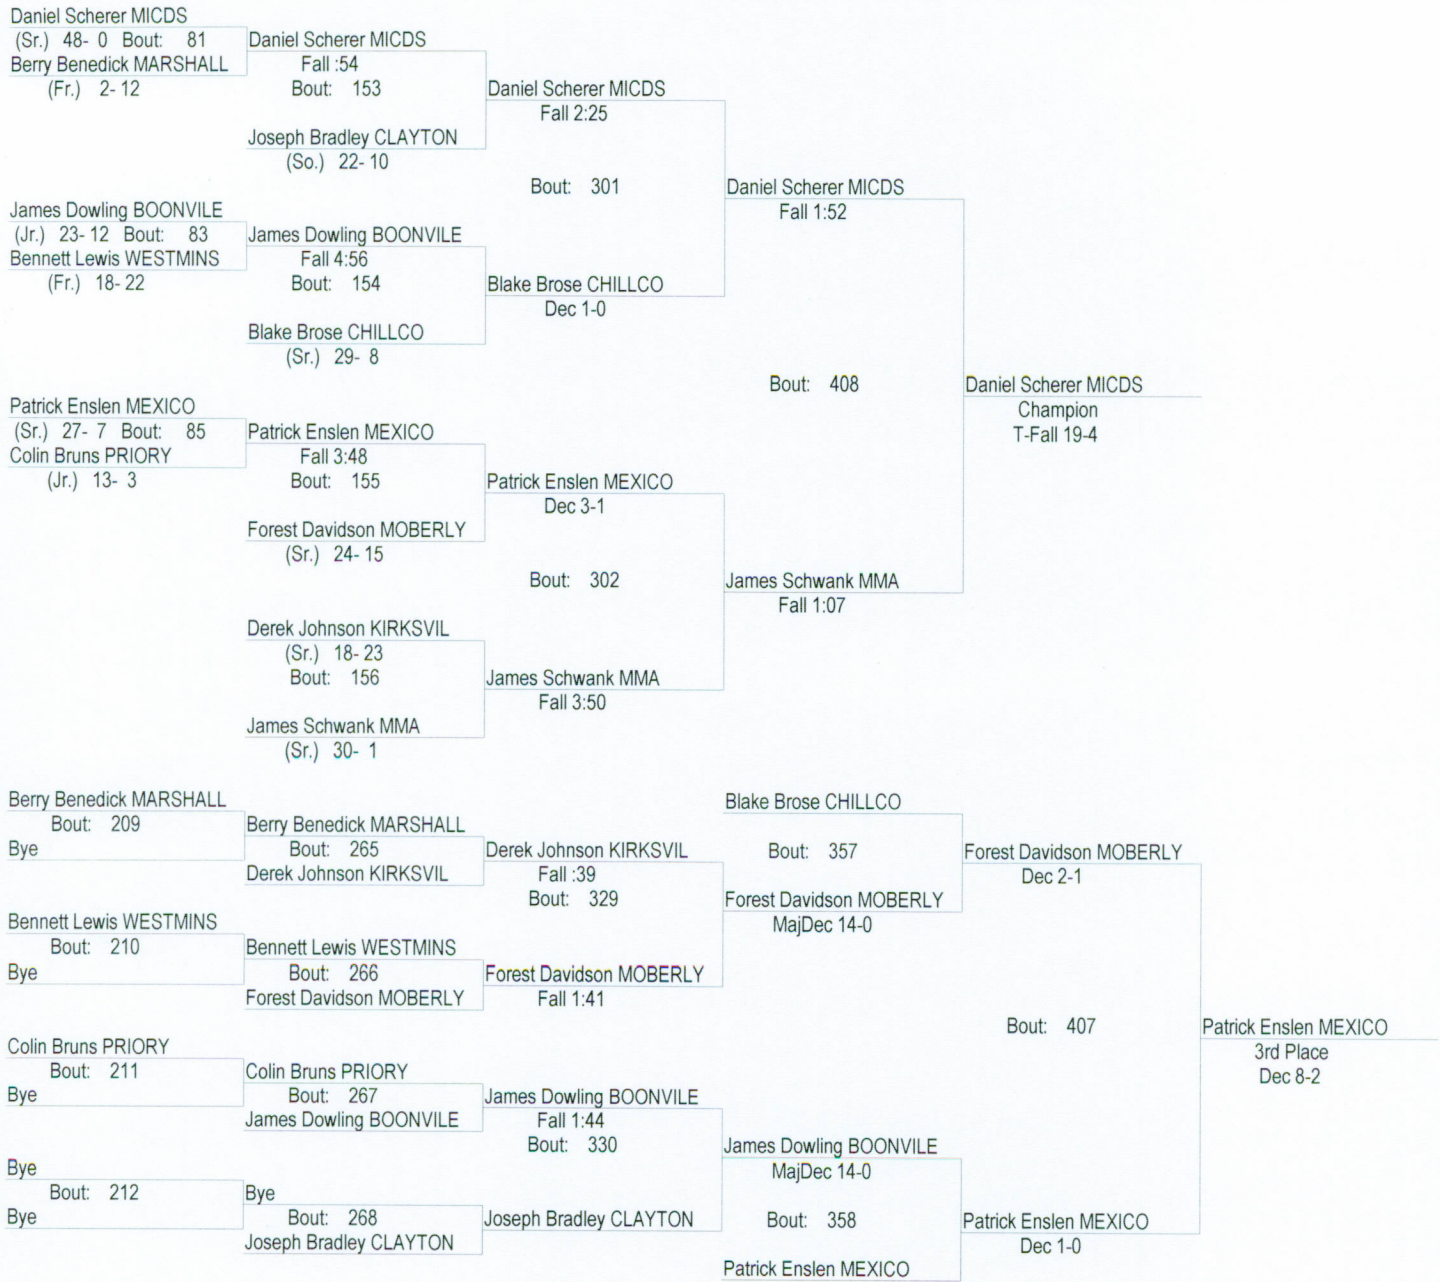 Daniel Scherer MICDS
(Sr.) 48- 0 Bout: 81
Berry Benedick MARSHALL
(Fr.) 2- 12
James Dowling BOONVILE
(Jr.) 23- 12 Bout: 83
Bennett Lewis WESTMINS
(Fr.) 18- 22
Patrick Enslen MEXICO
(Sr.) 27- 7 Bout: 85
Colin Bruns PRIORY
(Jr.) 13- 3
Daniel Scherer MICDS
Fall :54
Bout: 153
Joseph Bradley CLAYTON
(So.) 22- 10
James Dowling BOONVILE
Fall 4:56
Bout: 154
Blake Brose CHILLCO
(Sr.) 29- 8
Patrick Enslen MEXICO
Fall 3:48
Bout: 155
Forest Davidson MOBERLY
(Sr.) 24- 15
Derek Johnson KIRKSVIL
(Sr.) 18- 23
Bout: 156
James Schwank MMA
(Sr.) 30- 1
Daniel Scherer MICDS
Fall 2:25
Bout: 301
Blake Brose CHILLCO
Dec 1-0
Patrick Enslen MEXICO
Dec 3-1
Bout: 302
James Schwank MMA
Fall 3:50
Daniel Scherer MICDS
Fall 1:52
Bout: 408
James Schwank MMA
Fall 1:07
Daniel Scherer MICDS
Champion
T-Fall 19-4
Berry Benedick MARSHALL
Bout: 209
Bye
Bennett Lewis WESTMINS
Bout: 210
Bye
Colin Bruns PRIORY
Bout: 211
Bye
Bye
Bout: 212
Bye
Berry Benedick MARSHALL
Bout: 265
Derek Johnson KIRKSVIL
Bennett Lewis WESTMINS
Bout: 266
Forest Davidson MOBERLY
Colin Bruns PRIORY
Bout: 267
James Dowling BOONVILE
Bye
Bout: 268
Joseph Bradley CLAYTON
Derek Johnson KIRKSVIL
Fall :39
Bout: 329
Forest Davidson MOBERLY
Fall 1:41
James Dowling BOONVILE
Fall 1:44
Bout: 330
Joseph Bradley CLAYTON
Blake Brose CHILLCO
Bout: 357
Forest Davidson MOBERLY
MajDec 14-0
James Dowling BOONVILE
MajDec 14-0
Bout: 358
Patrick Enslen MEXICO
Forest Davidson MOBERLY
Dec 2-1
Bout: 407
Patrick Enslen MEXICO
Dec 1-0
Patrick Enslen MEXICO
3rd Place
Dec 8-2